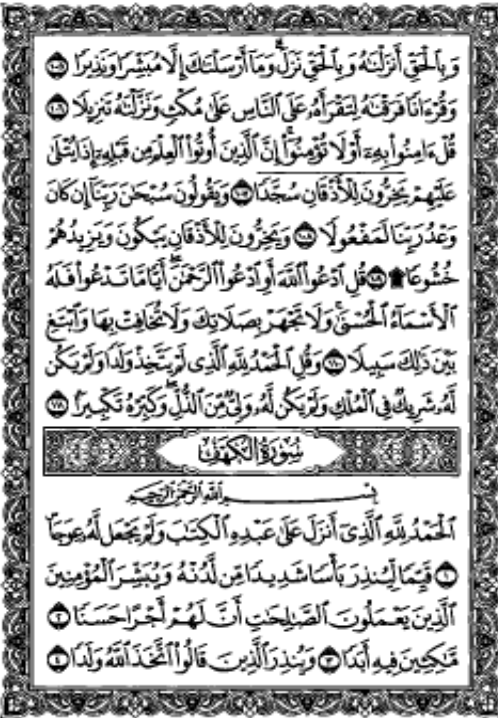 وَبِٱلْحَقِّ أَنزَلْنَٰهُ وَبِٱلْحَقِّ نَزَلَ ۗ وَمَآ أَرْسَلْنَٰكَ إِلَّا مُبَشِّرًا وَنَذِيرًا ١٠٥
وَقُرْءَانًا فَرَقْنَٰهُ لِتَقْرَأَهُۥ عَلَى ٱلنَّاسِ عَلَىٰ مُكْثٍ وَنَزَّلْنَٰهُ تَنزِيلًا ١٠٦
قُلْ ءَامِنُوا۟ بِهِۦٓ أَوْ لَا تُؤْمِنُوٓا۟ ۚ إِنَّ ٱلَّذِينَ أُوتُوا۟ ٱلْعِلْمَ مِن قَبْلِهِۦٓ إِذَا يُتْلَىٰ
عَلَيْهِمْ يَخِرُّونَ لِلْأَذْقَانِ سُجَّدًا ١٠٧ وَيَقُولُونَ سُبْحَٰنَ رَبِّنَآ إِن كَانَ
وَعْدُ رَبِّنَا لَمَفْعُولًا ١٠٨ وَيَخِرُّونَ لِلْأَذْقَانِ يَبْكُونَ وَيَزِيدُهُمْ
خُشُوعًا ۩ ١٠٩ قُلِ ٱدْعُوا۟ ٱللَّهَ أَوِ ٱدْعُوا۟ ٱلرَّحْمَٰنَ ۖ أَيًّا مَّا تَدْعُوا۟ فَلَهُ
ٱلْأَسْمَآءُ ٱلْحُسْنَىٰ ۚ وَلَا تَجْهَرْ بِصَلَاتِكَ وَلَا تُخَافِتْ بِهَا وَٱبْتَغِ
بَيْنَ ذَٰلِكَ سَبِيلًا ١١٠ وَقُلِ ٱلْحَمْدُ لِلَّهِ ٱلَّذِى لَمْ يَتَّخِذْ وَلَدًا وَلَمْ يَكُن
لَّهُۥ شَرِيكٌ فِى ٱلْمُلْكِ وَلَمْ يَكُن لَّهُۥ وَلِىٌّ مِّنَ ٱلذُّلِّ ۖ وَكَبِّرْهُ تَكْبِيرًۢا ١١١
سُورَةُ الكَهْفِ
بِسْمِ ٱللَّهِ ٱلرَّحْمَٰنِ ٱلرَّحِيمِ
ٱلْحَمْدُ لِلَّهِ ٱلَّذِىٓ أَنزَلَ عَلَىٰ عَبْدِهِ ٱلْكِتَٰبَ وَلَمْ يَجْعَل لَّهُۥ عِوَجَا ۜ
١ قَيِّمًا لِّيُنذِرَ بَأْسًا شَدِيدًا مِّن لَّدُنْهُ وَيُبَشِّرَ ٱلْمُؤْمِنِينَ
ٱلَّذِينَ يَعْمَلُونَ ٱلصَّٰلِحَٰتِ أَنَّ لَهُمْ أَجْرًا حَسَنًا ٢
مَّٰكِثِينَ فِيهِ أَبَدًا ٣ وَيُنذِرَ ٱلَّذِينَ قَالُوا۟ ٱتَّخَذَ ٱللَّهُ وَلَدًا ٤